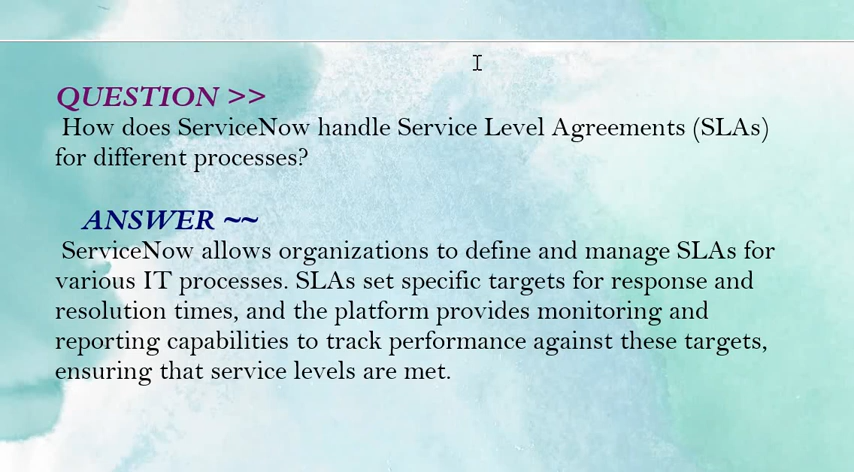 QUESTION >>
How does ServiceNow handle Service Level Agreements (SLAs)
for different processes?
ANSWER ~~
ServiceNow allows organizations to define and manage SLAs for
various IT processes. SLAs set specific targets for response and
resolution times, and the platform provides monitoring and
reporting capabilities to track performance against these targets,
ensuring that service levels are met.